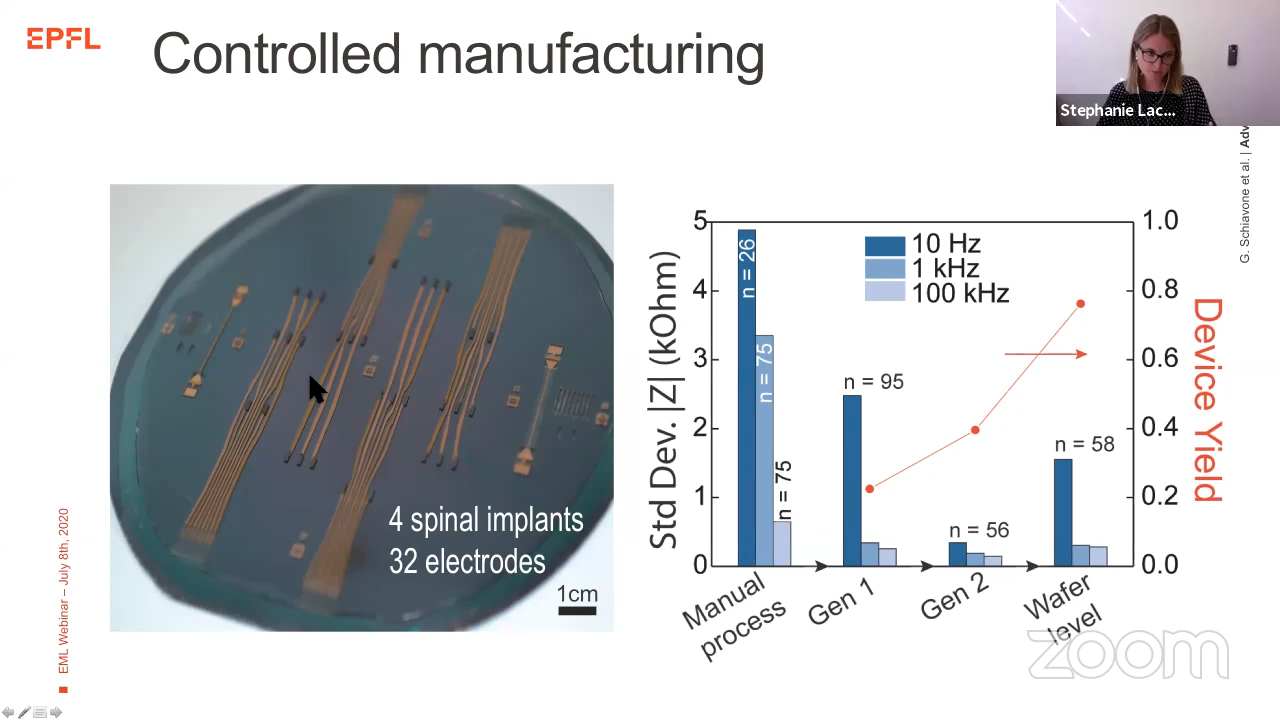 EPFL
Controlled manufacturing
Stephanie Lac...
G. Schiavone et al. | Adv
4 spinal implants
32 electrodes
1cm
EML Webinar – July 8th, 2020
Std Dev. |Z| (kOhm)
5
4
3
2
1
0
10 Hz
1 kHz
100 kHz
n = 26
n = 75
n = 75
n = 95
n = 56
n = 58
1.0
0.8
0.6
0.4
0.2
0.0
Device Yield
Manual
process
Gen 1
Gen 2
Wafer
level
zoom